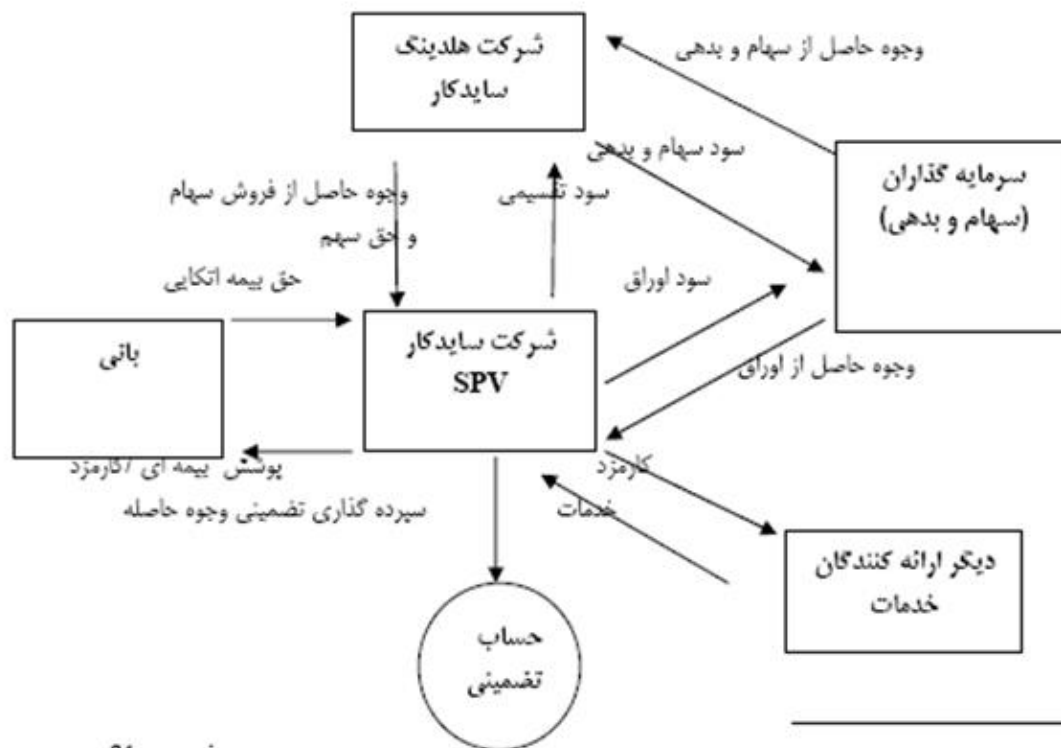 شرکت هلدینگ
سایدکار
وجوه حاصل از سهام و بدهی
سود سهام و بدهی
سرمایه گذاران
(سهام و بدهی)
وجوه حاصل از فروش سهام
و حق سهم
سود تقسیمی
حق بیمه اتکایی
سود اوراق
بانی
شرکت سایدکار
SPV
وجوه حاصل از اوراق
پوشش بیمه ای /کارمزد
کارمزد
سپرده گذاری تضمینی وجوه حاصله
خدمات
دیگر ارائه کنندگان
خدمات
حساب
تضمینی